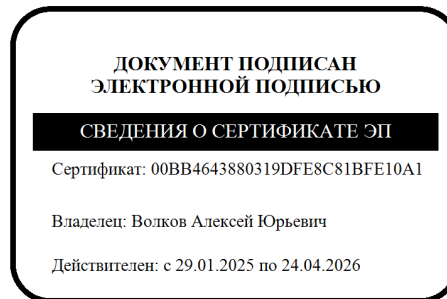 ДОКУМЕНТ ПОДПИСАН
ЭЛЕКТРОННОЙ ПОДПИСЬЮ
СВЕДЕНИЯ О СЕРТИФИКАТЕ ЭП
Сертификат: 00BB4643880319DFE8C81BFE10A1
Владелец: Волков Алексей Юрьевич
Действителен: с 29.01.2025 по 24.04.2026